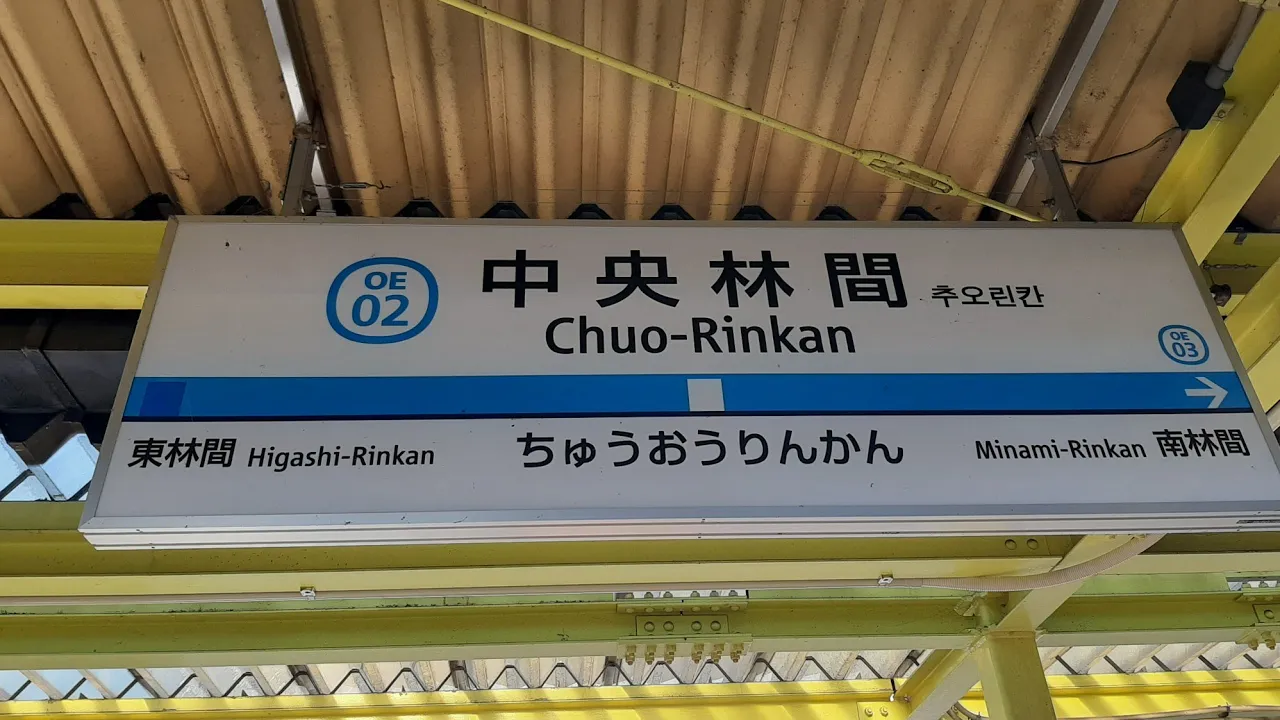 OE
02
中央林間 추오린칸
Chuo-Rinkan
OE
03
東林間 Higashi-Rinkan
ちゅうおうりんかん
Minami-Rinkan 南林間